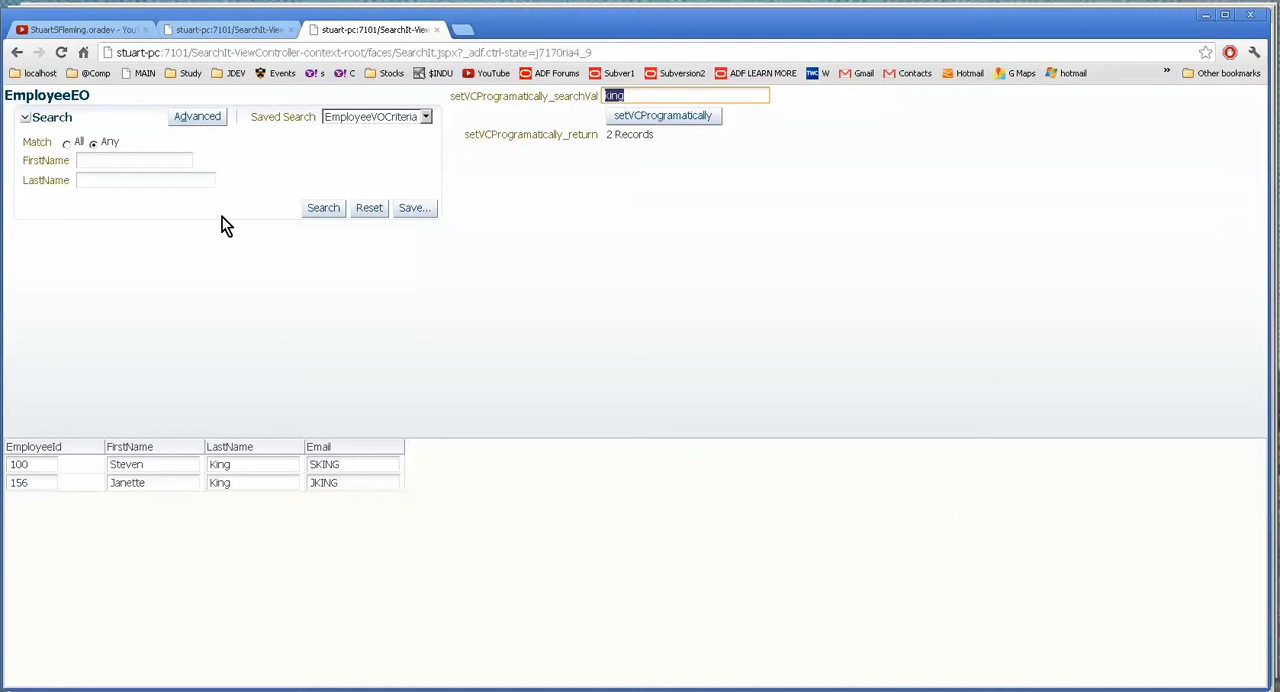 StuartSFleming.oradev - You
stuart-pc:7101/SearchIt-View
stuart-pc:7101/SearchIt-View
stuart-pc:7101/SearchIt-ViewController-context-root/faces/SearchIt.jspx?_adf.ctrl-state=j7170ria4_9
localhost @Comp MAIN Study JDEV Events Y! s Y! C Stocks $INDU YouTube ADF Forums Subver1 Subversion2 ADF LEARN MORE TWC W Gmail Contacts Hotmail G Maps hotmail » Other bookmarks
EmployeeEO
Search Advanced Saved Search EmployeeVOCriteria
Match All Any
FirstName
LastName
Search Reset Save...
setVCProgramatically_searchVal king
setVCProgramatically
setVCProgramatically_return 2 Records
EmployeeId FirstName LastName Email
100 Steven King SKING
156 Janette King JKING